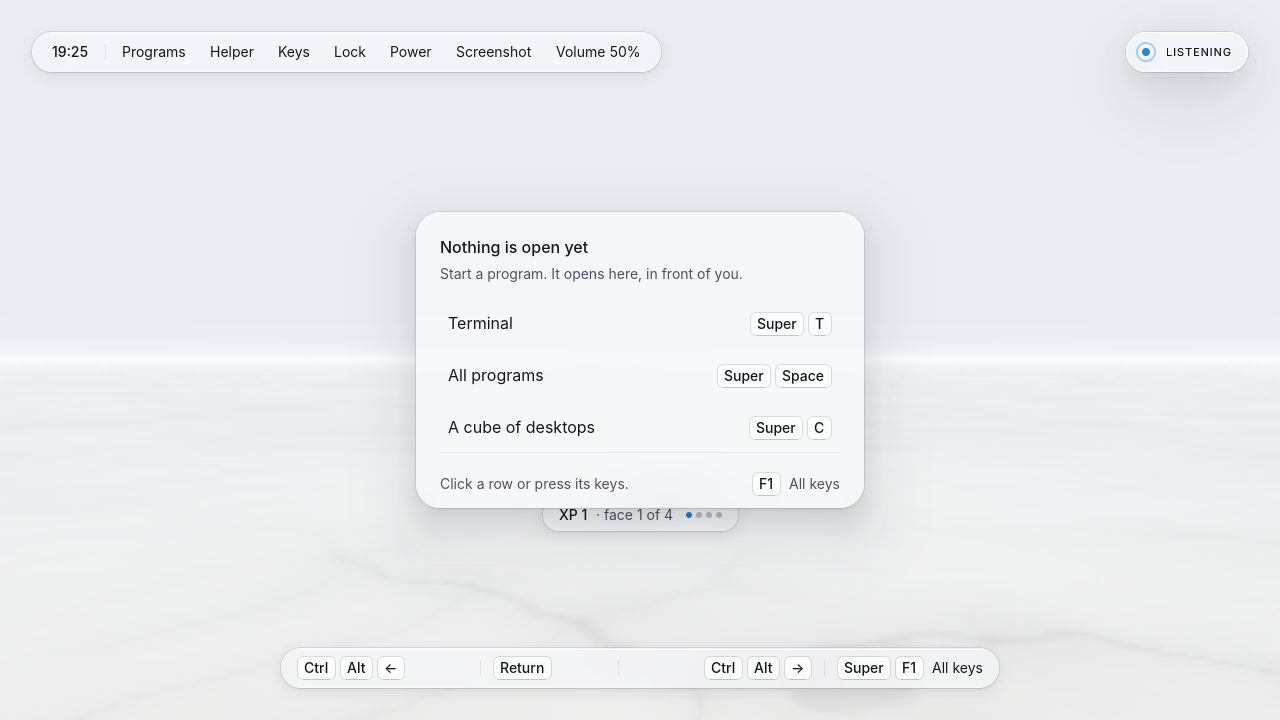 19:25 Programs Helper Keys Lock Power Screenshot Volume 50%
LISTENING
Nothing is open yet
Start a program. It opens here, in front of you.
Terminal Super T
All programs Super Space
A cube of desktops Super C
Click a row or press its keys. F1 All keys
XP 1 · face 1 of 4
Ctrl Alt ← Return Ctrl Alt → Super F1 All keys